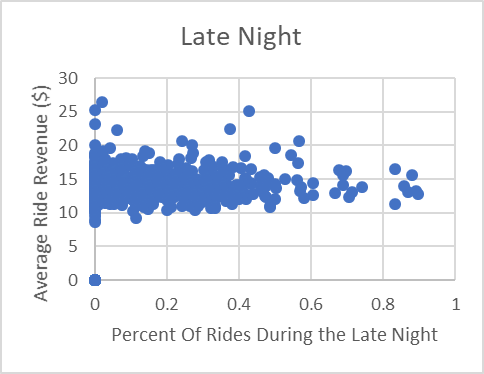 Late Night
Average Ride Revenue ($)
30
25
20
15
10
5
0
0 0.2 0.4 0.6 0.8 1
Percent Of Rides During the Late Night